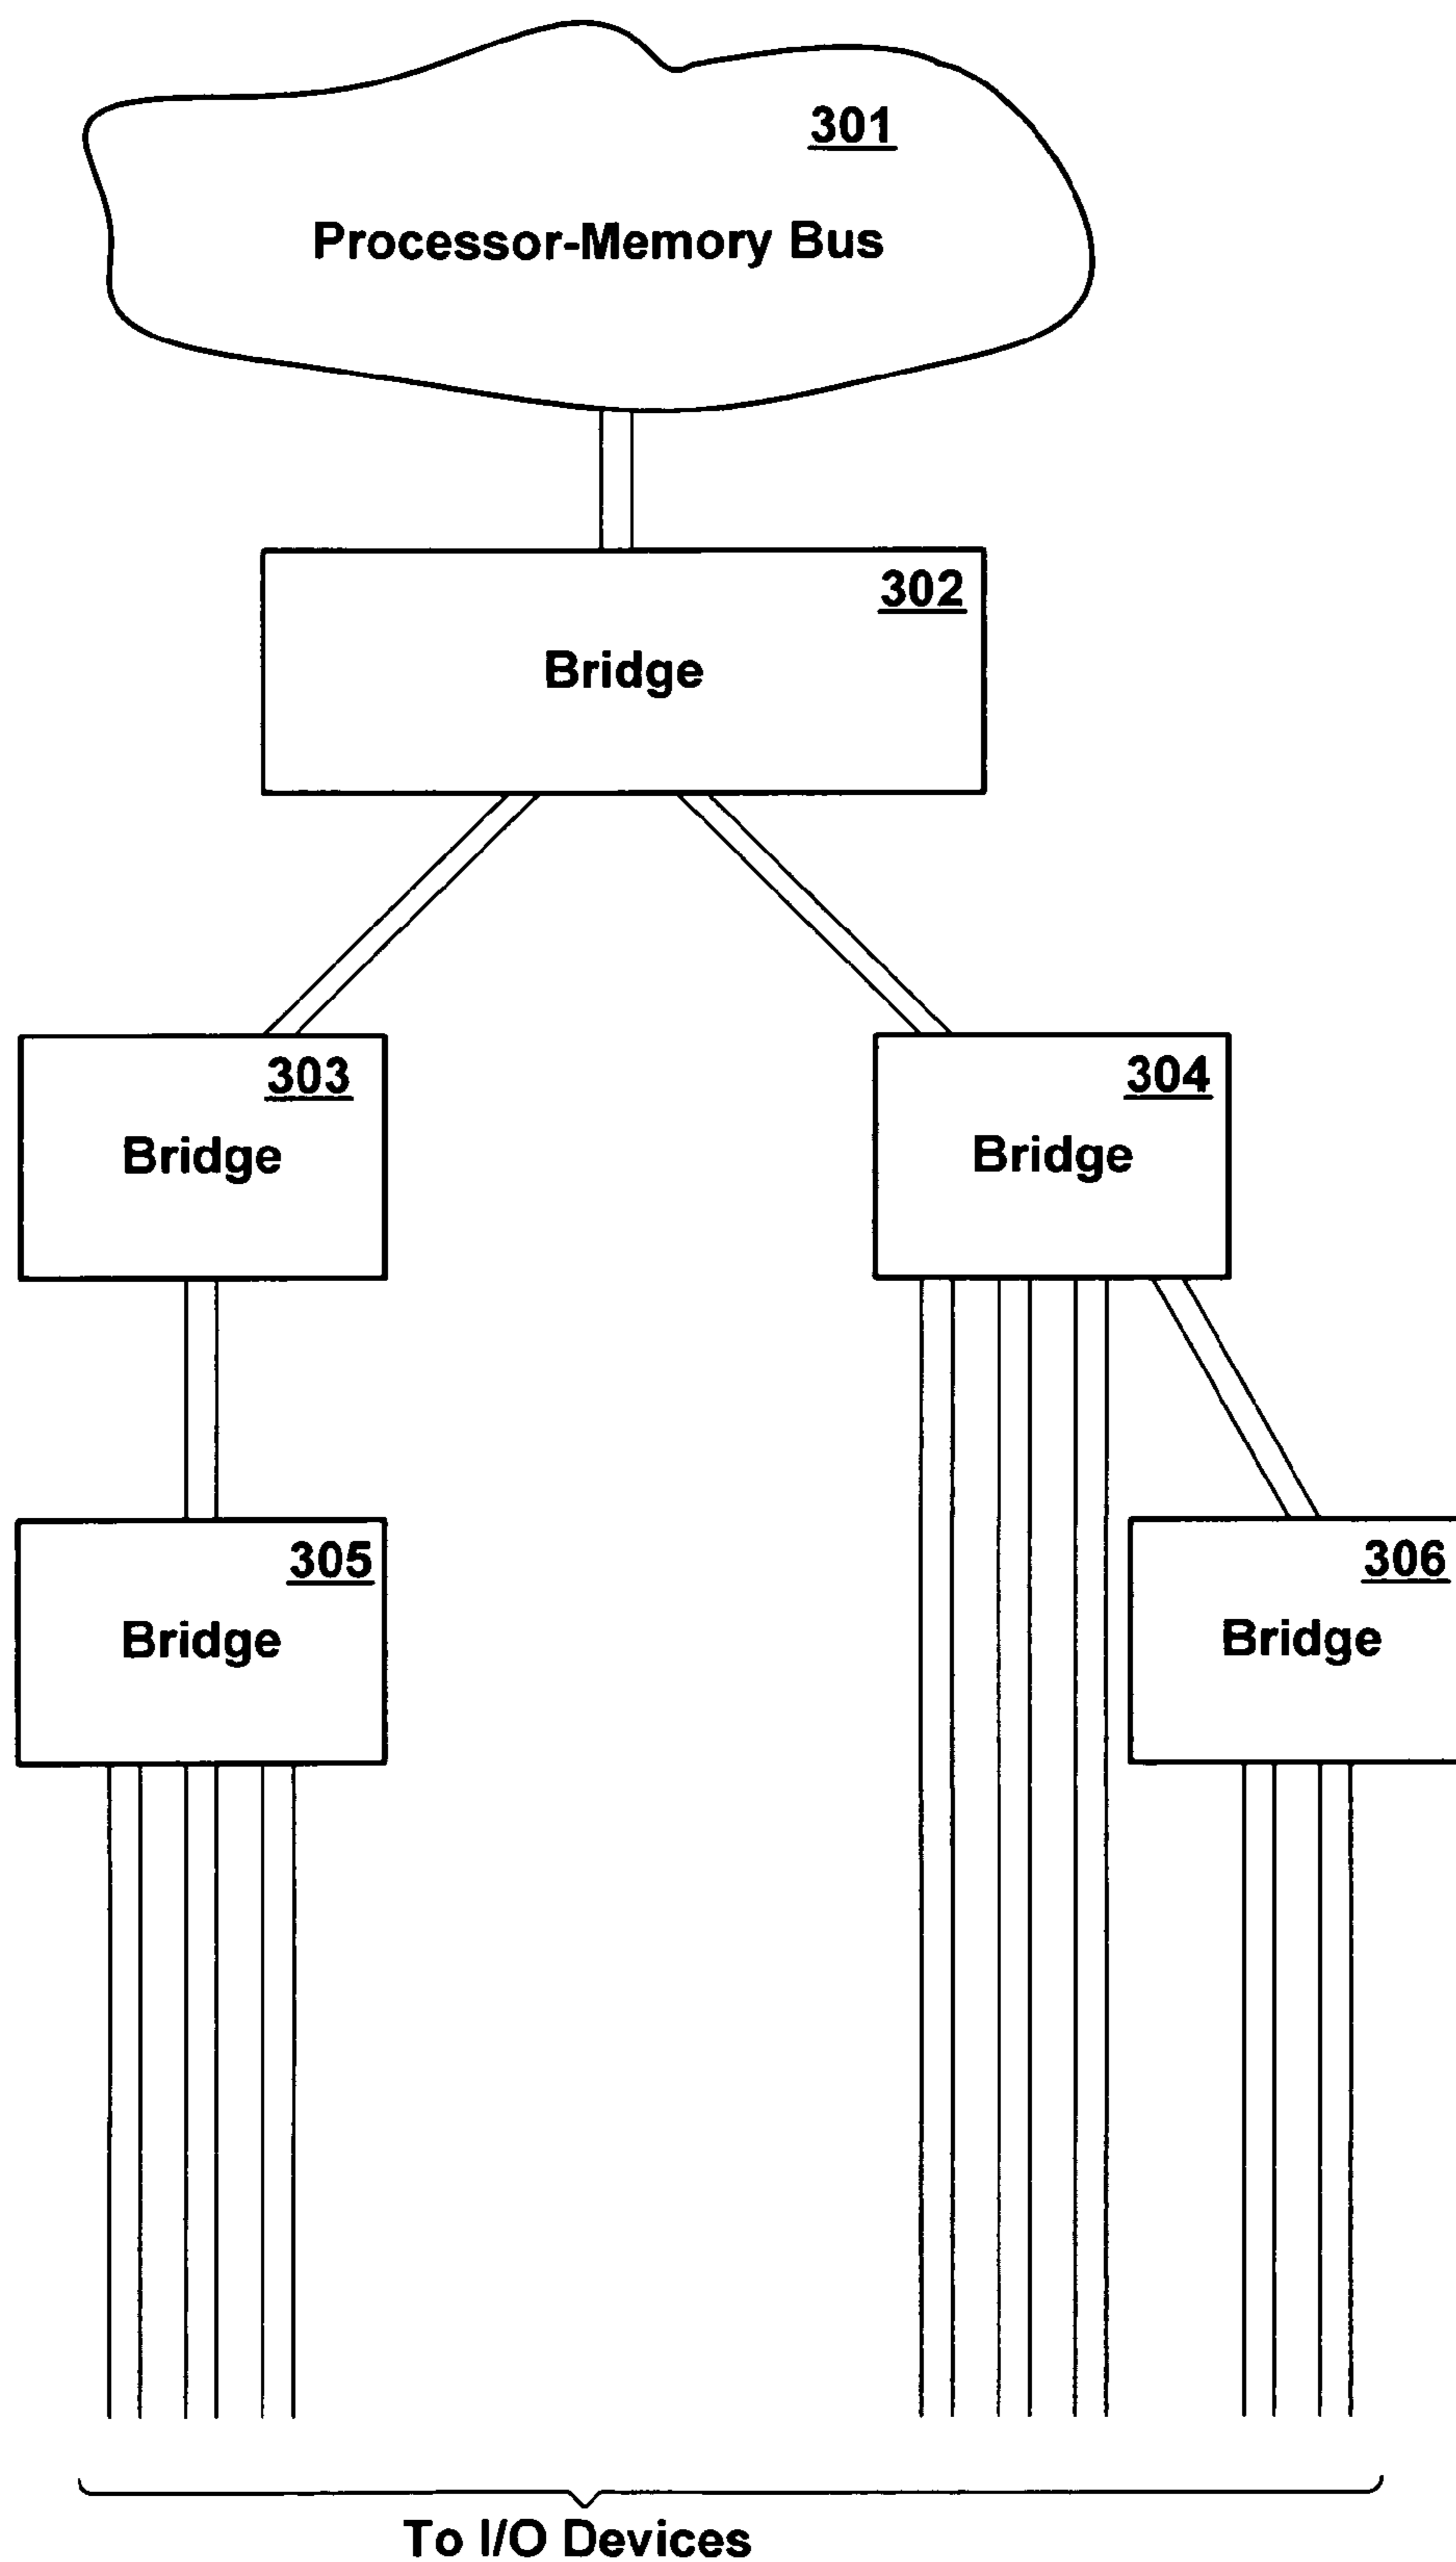 301
Processor-Memory Bus
302
Bridge
303
Bridge
304
Bridge
305
Bridge
306
Bridge
To I/O Devices